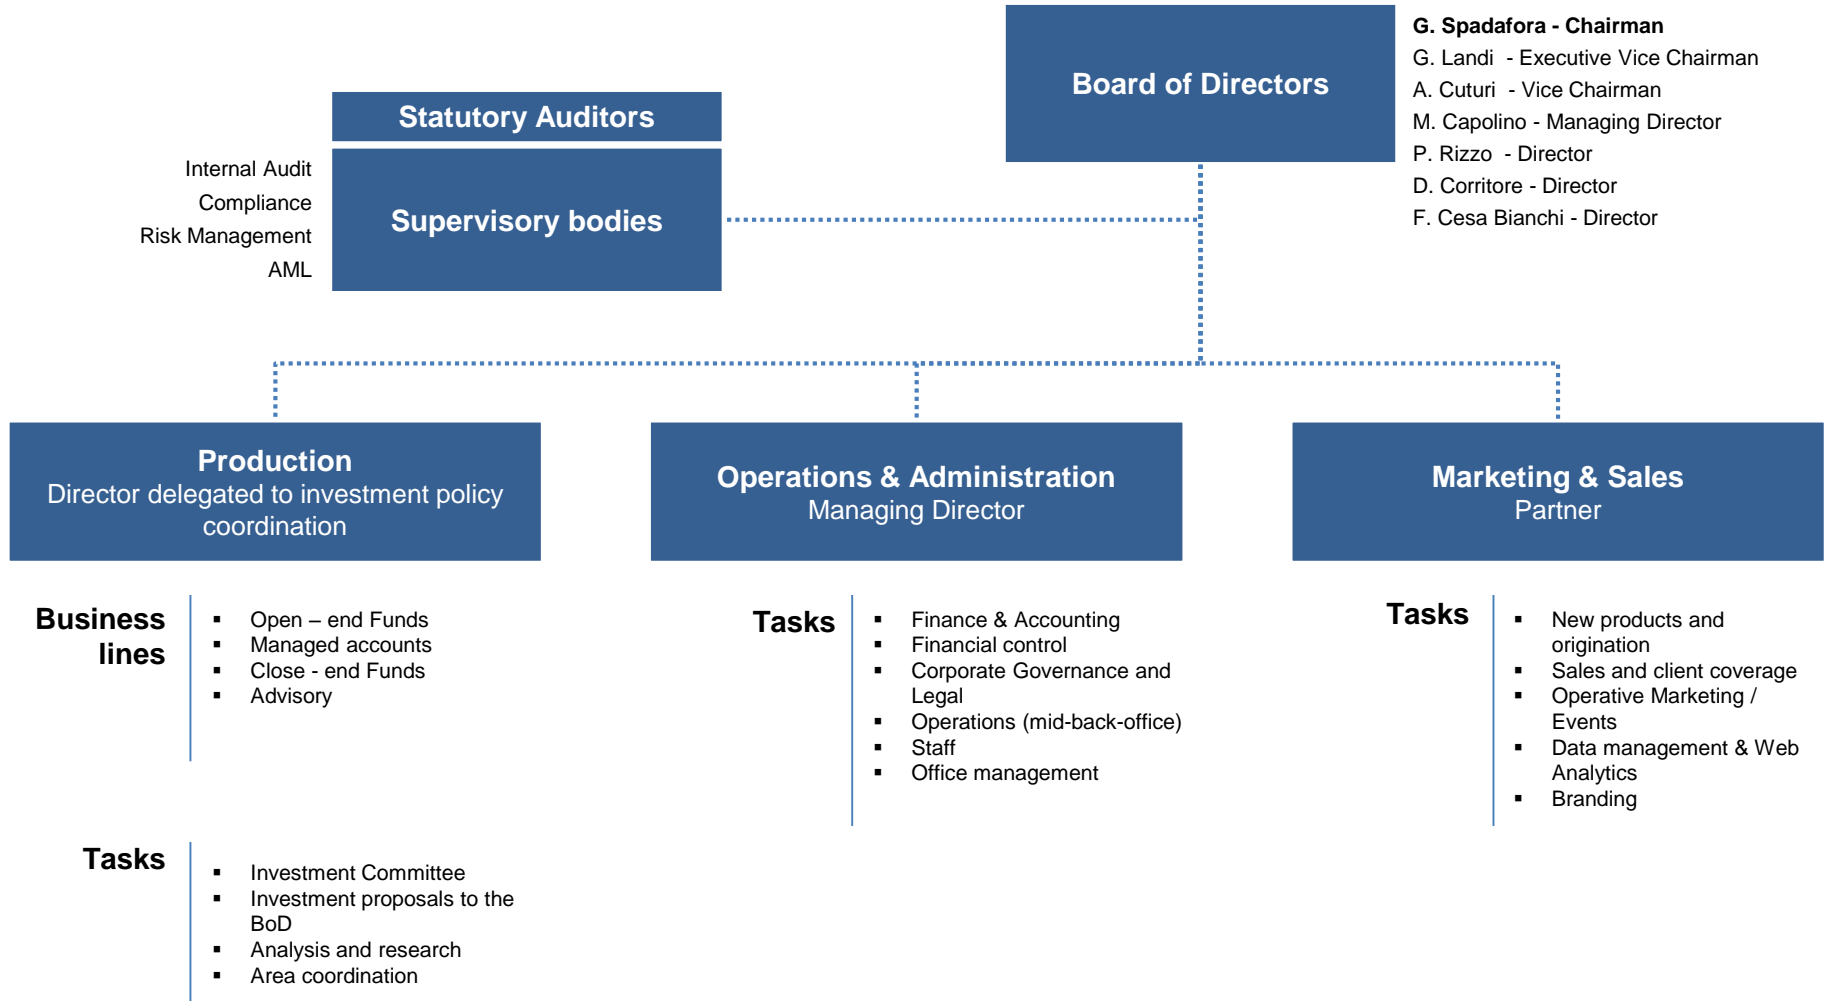 Board of Directors
G. Spadafora - Chairman
G. Landi - Executive Vice Chairman
A. Cuturi - Vice Chairman
M. Capolino - Managing Director
P. Rizzo - Director
D. Corritore - Director
F. Cesa Bianchi - Director
Statutory Auditors
Supervisory bodies
Internal Audit
Compliance
Risk Management
AML
Production
Director delegated to investment policy
coordination
Business
lines
▪ Open – end Funds
▪ Managed accounts
▪ Close - end Funds
▪ Advisory
Tasks
▪ Investment Committee
▪ Investment proposals to the
BoD
▪ Analysis and research
▪ Area coordination
Operations & Administration
Managing Director
Tasks
▪ Finance & Accounting
▪ Financial control
▪ Corporate Governance and
Legal
▪ Operations (mid-back-office)
▪ Staff
▪ Office management
Marketing & Sales
Partner
Tasks
▪ New products and
origination
▪ Sales and client coverage
▪ Operative Marketing /
Events
▪ Data management & Web
Analytics
▪ Branding